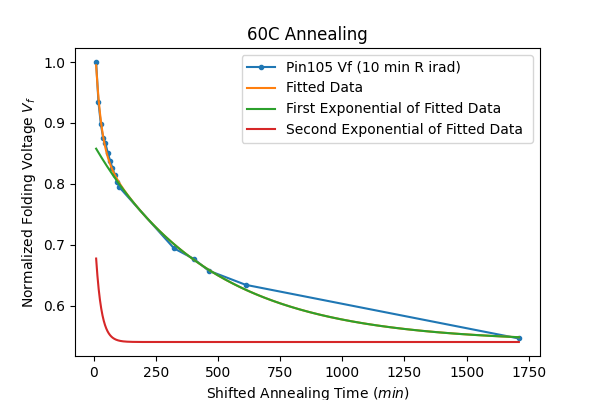 60C Annealing
Pin105 Vf (10 min R irad)
Fitted Data
First Exponential of Fitted Data
Second Exponential of Fitted Data
Normalized Folding Voltage Vf
1.0
0.9
0.8
0.7
0.6
0 250 500 750 1000 1250 1500 1750
Shifted Annealing Time (min)